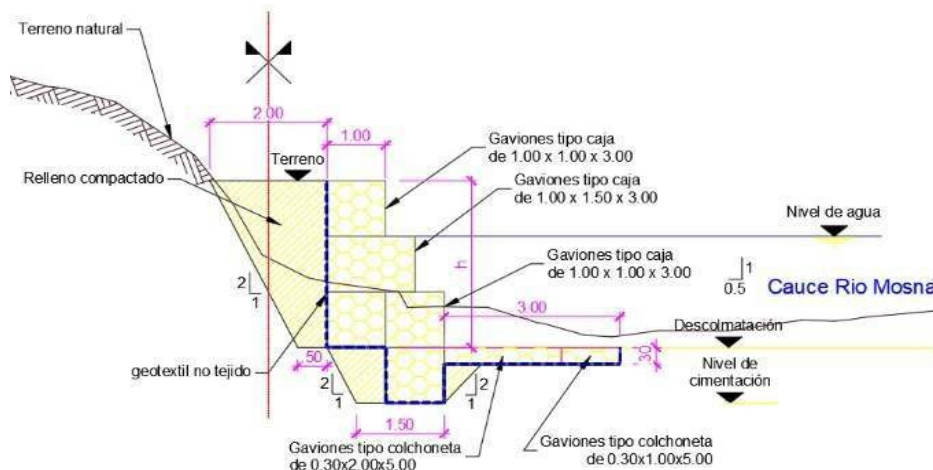 Terreno natural
2.00
1.00
Gaviones tipo caja
de 1.00 x 1.00 x 3.00
Terreno
Gaviones tipo caja
de 1.00 x 1.50 x 3.00
Relleno compactado
Nivel de agua
Gaviones tipo caja
de 1.00 x 1.00 x 3.00
h
1
0.5
Cauce Rio Mosna
2
1
3.00
Descolmatación
.30
Nivel de
cimentación
.50
geotextil no tejido
2
1
2
1
1.50
Gaviones tipo colchoneta
de 0.30x2.00x5.00
Gaviones tipo colchoneta
de 0.30x1.00x5.00